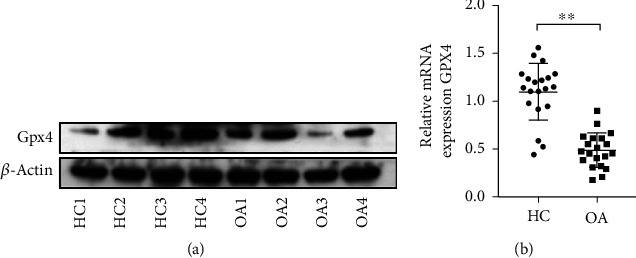 Gpx4
β-Actin
HC1 HC2 HC3 HC4 OA1 OA2 OA3 OA4
(a)
Relative mRNA
expression GPX4
2.0
1.5
1.0
0.5
0.0
**
HC OA
(b)